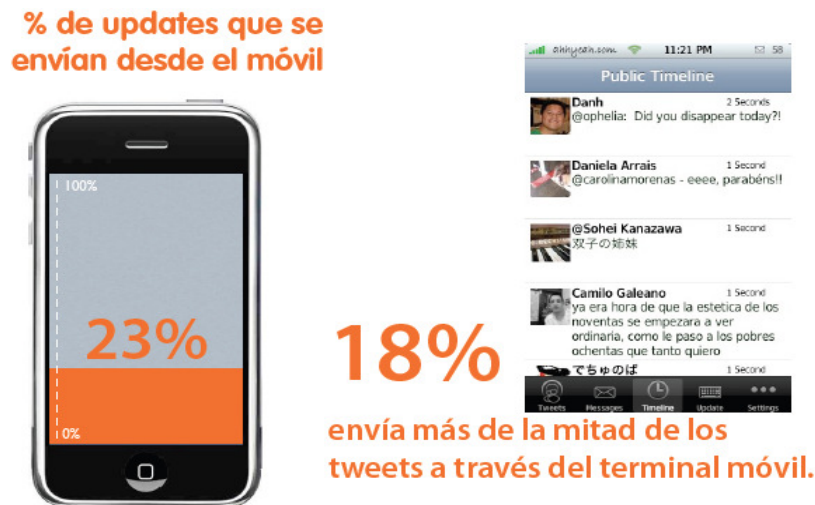 % de updates que se
envían desde el móvil
100%
23%
0%
18%
envía más de la mitad de los
tweets a través del terminal móvil.
ahhyeah.com 11:21 PM 58
Public Timeline
Danh 2 Seconds
@ophelia: Did you disappear today?!
Daniela Arrais 1 Second
@carolinamorenas - eeee, parabéns!!
@Sohei Kanazawa 1 Second
双子の姉妹
Camilo Galeano 1 Second
ya era hora de que la estetica de los
noventas se empezara a ver
ordinaria, como le paso a los pobres
ochentas que tanto quiero
でちゅのぱ 1 Second
Tweets Messages Timeline Update Settings